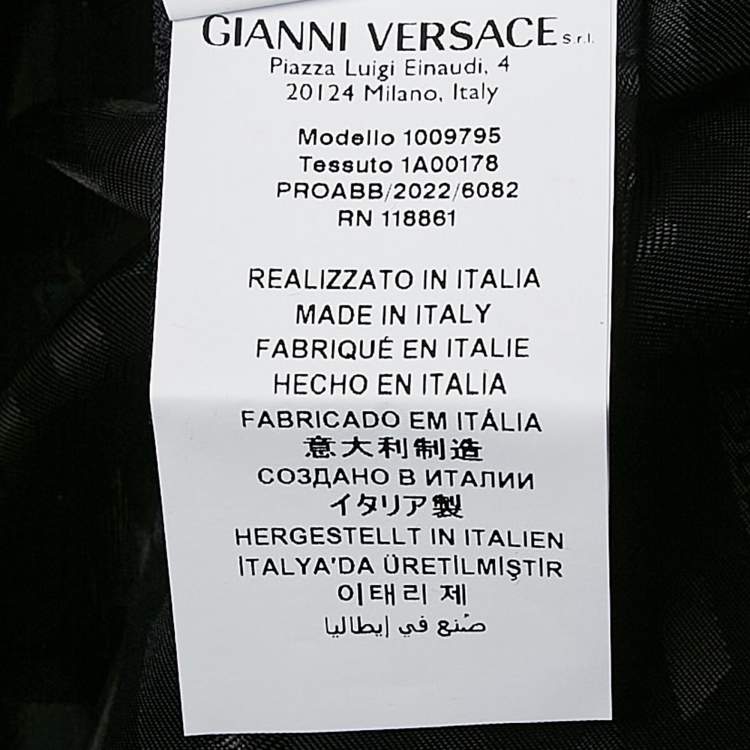 GIANNI VERSACE S.r.l.
Piazza Luigi Einaudi, 4
20124 Milano, Italy
Modello 1009795
Tessuto 1A00178
PROABB/2022/6082
RN 118861
REALIZZATO IN ITALIA
MADE IN ITALY
FABRIQUÉ EN ITALIE
HECHO EN ITALIA
FABRICADO EM ITÁLIA
意大利制造
СОЗДАНО В ИТАЛИИ
イタリア製
HERGESTELLT IN ITALIEN
İTALYA'DA ÜRETİLMİŞTİR
이태리 제
صُنع في إيطاليا